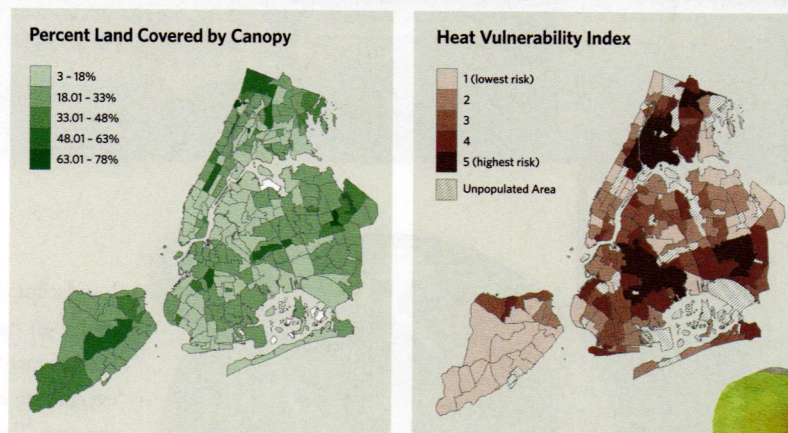 Percent Land Covered by Canopy
3 – 18%
18.01 – 33%
33.01 – 48%
48.01 – 63%
63.01 – 78%
Heat Vulnerability Index
1 (lowest risk)
2
3
4
5 (highest risk)
Unpopulated Area